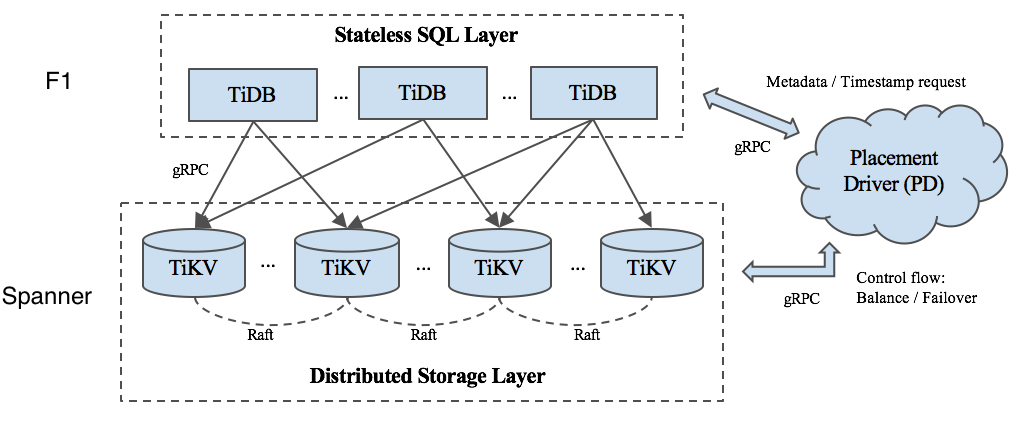 Stateless SQL Layer
F1
TiDB
...
TiDB
...
TiDB
Metadata / Timestamp request
gRPC
gRPC
Placement
Driver (PD)
Spanner
TiKV
...
TiKV
...
TiKV
...
TiKV
gRPC
Control flow:
Balance / Failover
Raft
Raft
Raft
Distributed Storage Layer